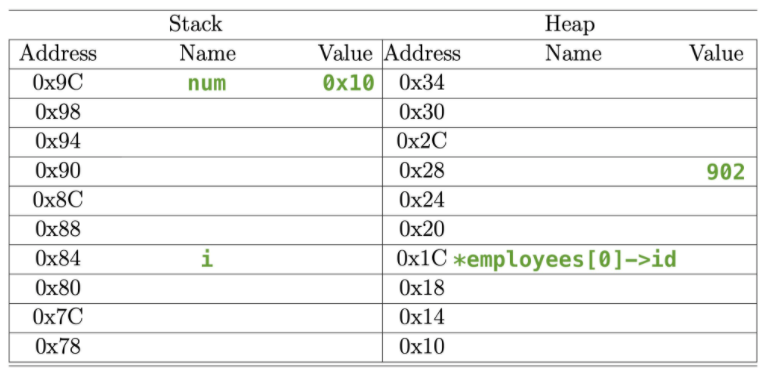 Stack Heap
Address Name Value Address Name Value
0x9C num 0x10 0x34
0x98 0x30
0x94 0x2C
0x90 0x28 902
0x8C 0x24
0x88 0x20
0x84 i 0x1C *employees[0]->id
0x80 0x18
0x7C 0x14
0x78 0x10